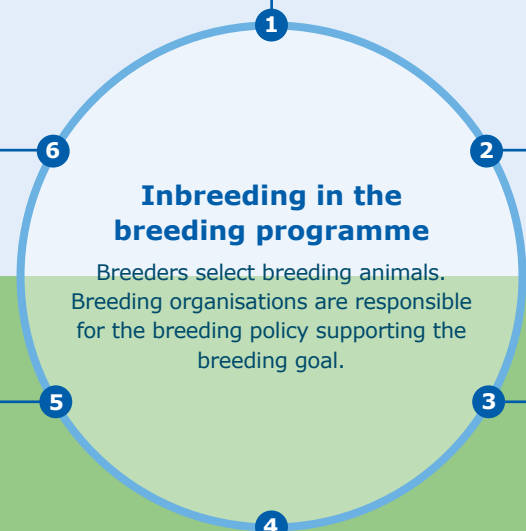 1
6
2
Inbreeding in the
breeding programme
Breeders select breeding animals.
Breeding organisations are responsible
for the breeding policy supporting the
breeding goal.
5
3
4